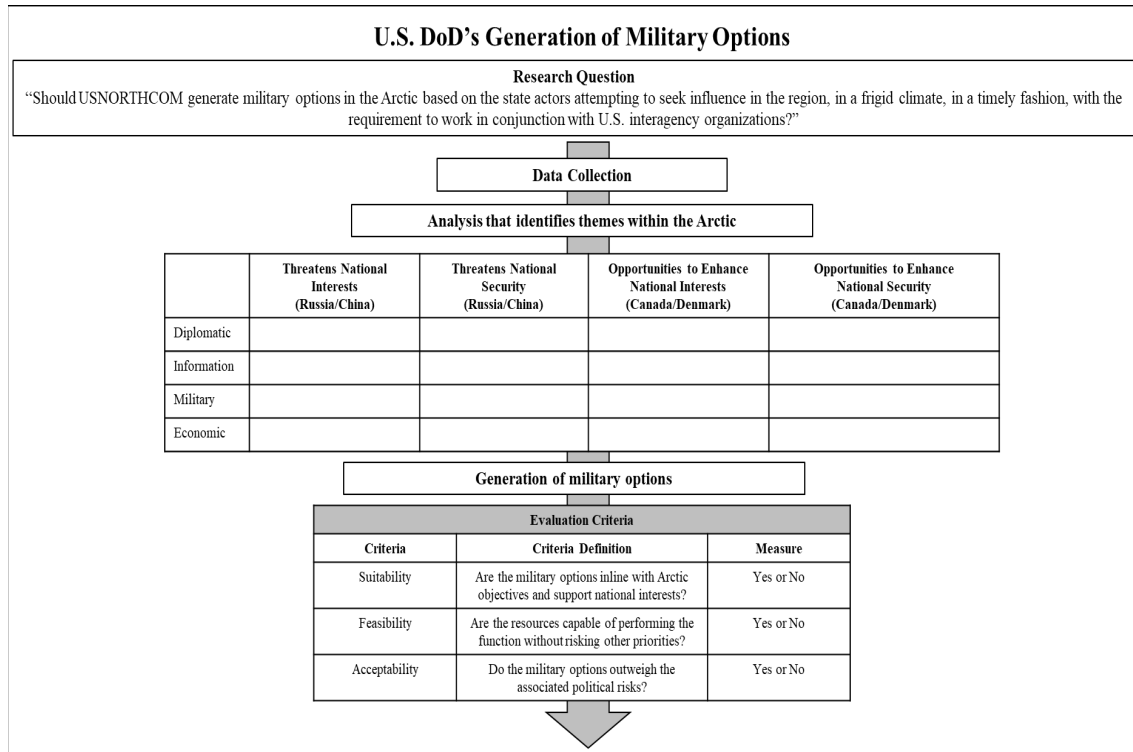 U.S. DoD's Generation of Military Options
Research Question
“Should USNORTHCOM generate military options in the Arctic based on the state actors attempting to seek influence in the region, in a frigid climate, in a timely fashion, with the
requirement to work in conjunction with U.S. interagency organizations?”
Data Collection
Analysis that identifies themes within the Arctic
Threatens National
Interests
(Russia/China)
Threatens National
Security
(Russia/China)
Opportunities to Enhance
National Interests
(Canada/Denmark)
Opportunities to Enhance
National Security
(Canada/Denmark)
Diplomatic
Information
Military
Economic
Generation of military options
Evaluation Criteria
Criteria
Criteria Definition
Measure
Suitability
Are the military options inline with Arctic
objectives and support national interests?
Yes or No
Feasibility
Are the resources capable of performing the
function without risking other priorities?
Yes or No
Acceptability
Do the military options outweigh the
associated political risks?
Yes or No